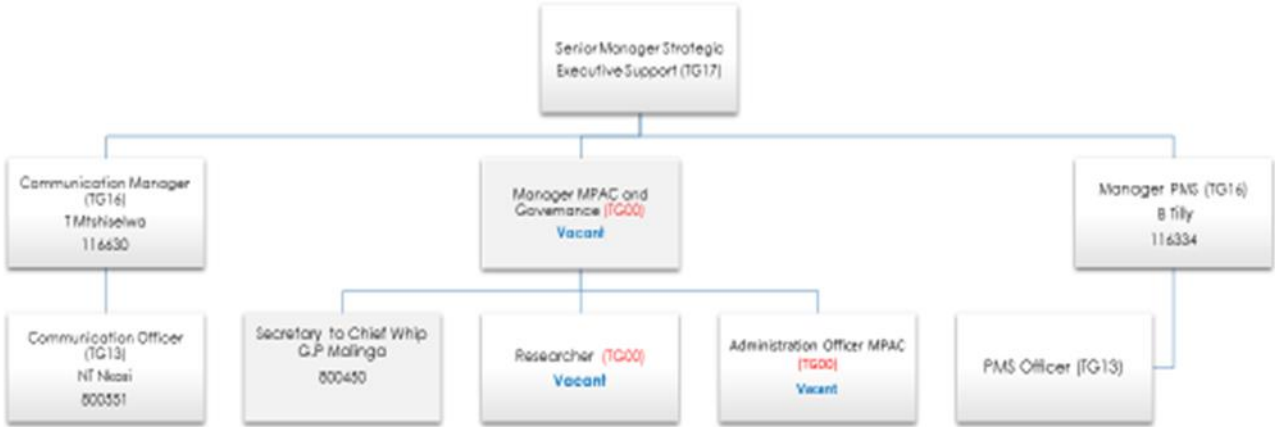 Senior Manager Strategic
Executive Support (TG17)
Communication Manager
(TG16)
T Mtshiselwa
116630
Manager MPAC and
Governance (TG00)
Vacant
Manager PMS (TG16)
B Tilly
116334
Communication Officer
(TG13)
NT Nkosi
800551
Secretary to Chief Whip
G.P Malinga
800450
Researcher (TG00)
Vacant
Administration Officer MPAC
(TG00)
Vacant
PMS Officer (TG13)